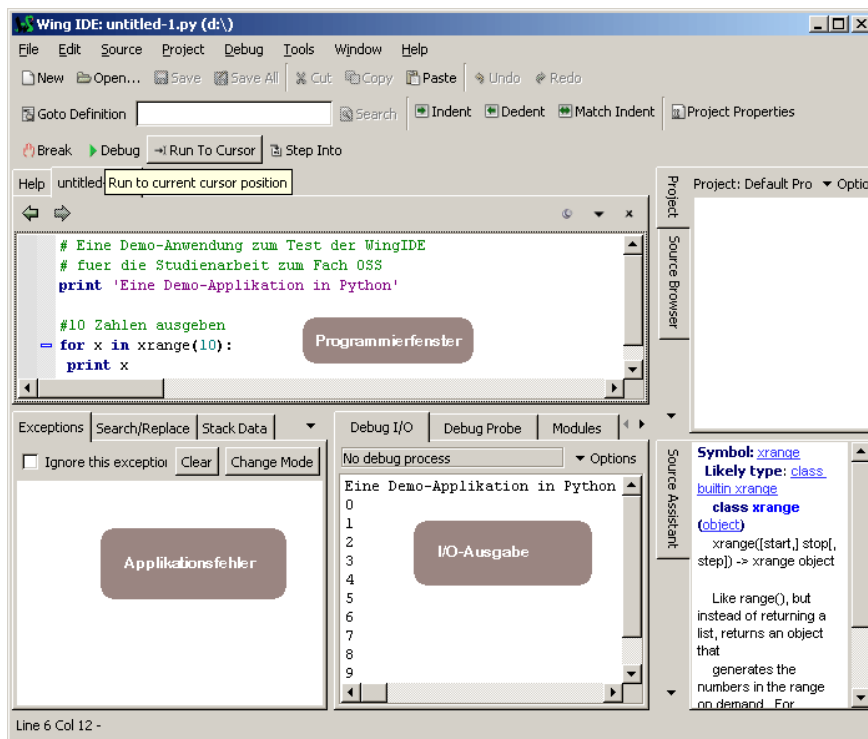 Wing IDE: untitled-1.py (d:\)
File Edit Source Project Debug Tools Window Help
New Open... Save Save All Cut Copy Paste Undo Redo
Goto Definition Search Indent Dedent Match Indent Project Properties
Break Debug Run To Cursor Step Into
Help untitled-
Run to current cursor position
# Eine Demo-Anwendung zum Test der WingIDE
# fuer die Studienarbeit zum Fach OSS
print 'Eine Demo-Applikation in Python'
#10 Zahlen ausgeben
for x in xrange(10):
print x
Programmierfenster
Project
Source Browser
Project: Default Pro Optio
Exceptions Search/Replace Stack Data
Ignore this exception Clear Change Mode
Applikationsfehler
Debug I/O Debug Probe Modules
No debug process Options
Eine Demo-Applikation in Python
0
1
2
3
4
5
6
7
8
9
I/O-Ausgabe
Source Assistant
Symbol: xrange
Likely type: class
builtin xrange
class xrange
(object)
xrange([start,] stop[,
step]) -> xrange object
Like range(), but
instead of returning a
list, returns an object
that
generates the
numbers in the range
on demand. For
Line 6 Col 12 -